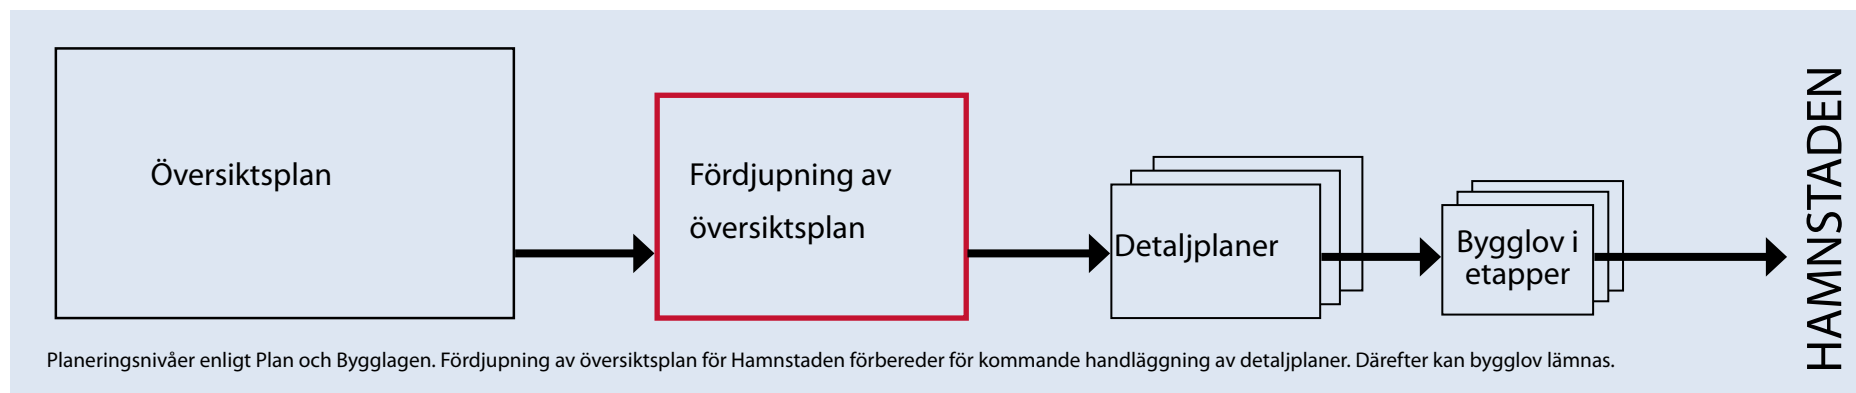 Översiktsplan
Fördjupning av
översiktsplan
Detaljplaner
Bygglov i
etapper
HAMNSTADEN
Planeringsnivåer enligt Plan och Bygglagen. Fördjupning av översiktsplan för Hamnstaden förbereder för kommande handläggning av detaljplaner. Därefter kan bygglov lämnas.